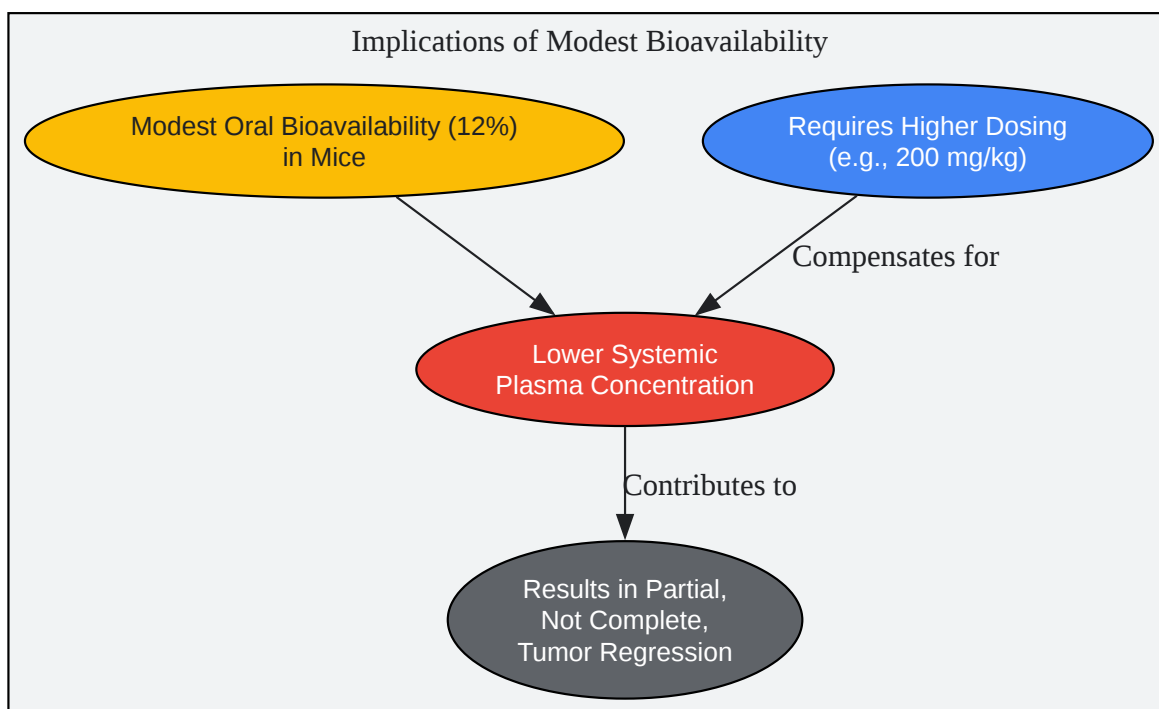 Implications of Modest Bioavailability
Modest Oral Bioavailability (12%)
in Mice
Requires Higher Dosing
(e.g., 200 mg/kg)
Compensates for
Lower Systemic
Plasma Concentration
Contributes to
Results in Partial,
Not Complete,
Tumor Regression